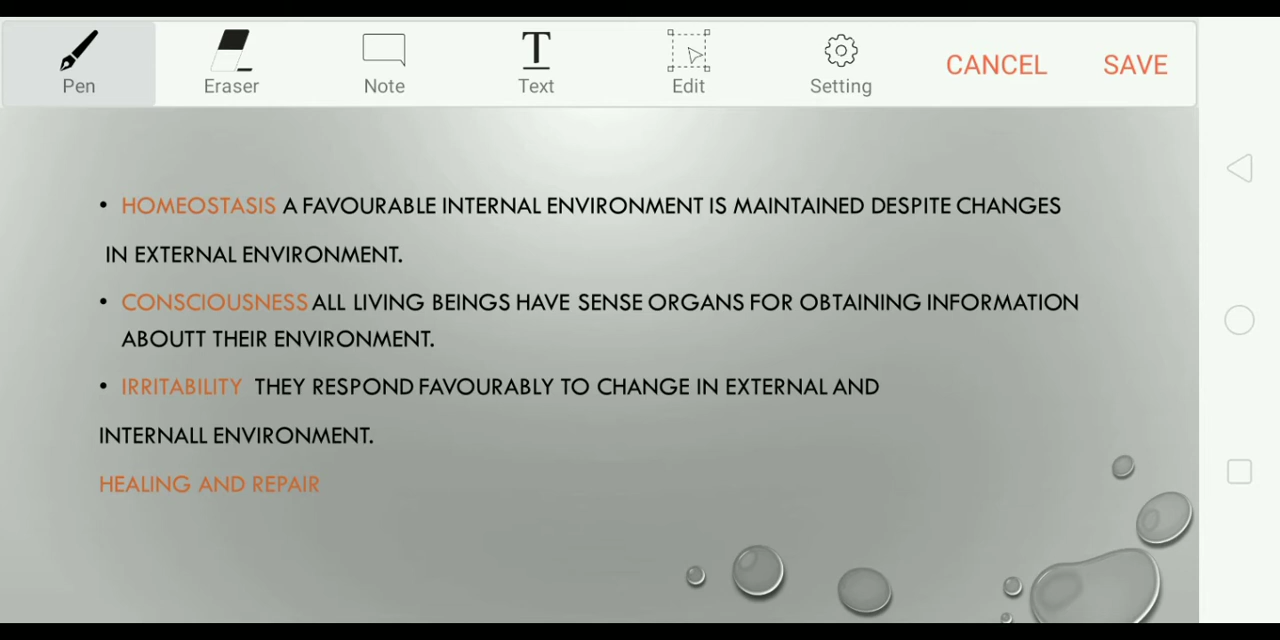 Pen
Eraser
Note
T
Text
Edit
Setting
CANCEL
SAVE
• HOMEOSTASIS A FAVOURABLE INTERNAL ENVIRONMENT IS MAINTAINED DESPITE CHANGES
IN EXTERNAL ENVIRONMENT.
• CONSCIOUSNESS ALL LIVING BEINGS HAVE SENSE ORGANS FOR OBTAINING INFORMATION
ABOUTT THEIR ENVIRONMENT.
• IRRITABILITY THEY RESPOND FAVOURABLY TO CHANGE IN EXTERNAL AND
INTERNALL ENVIRONMENT.
HEALING AND REPAIR